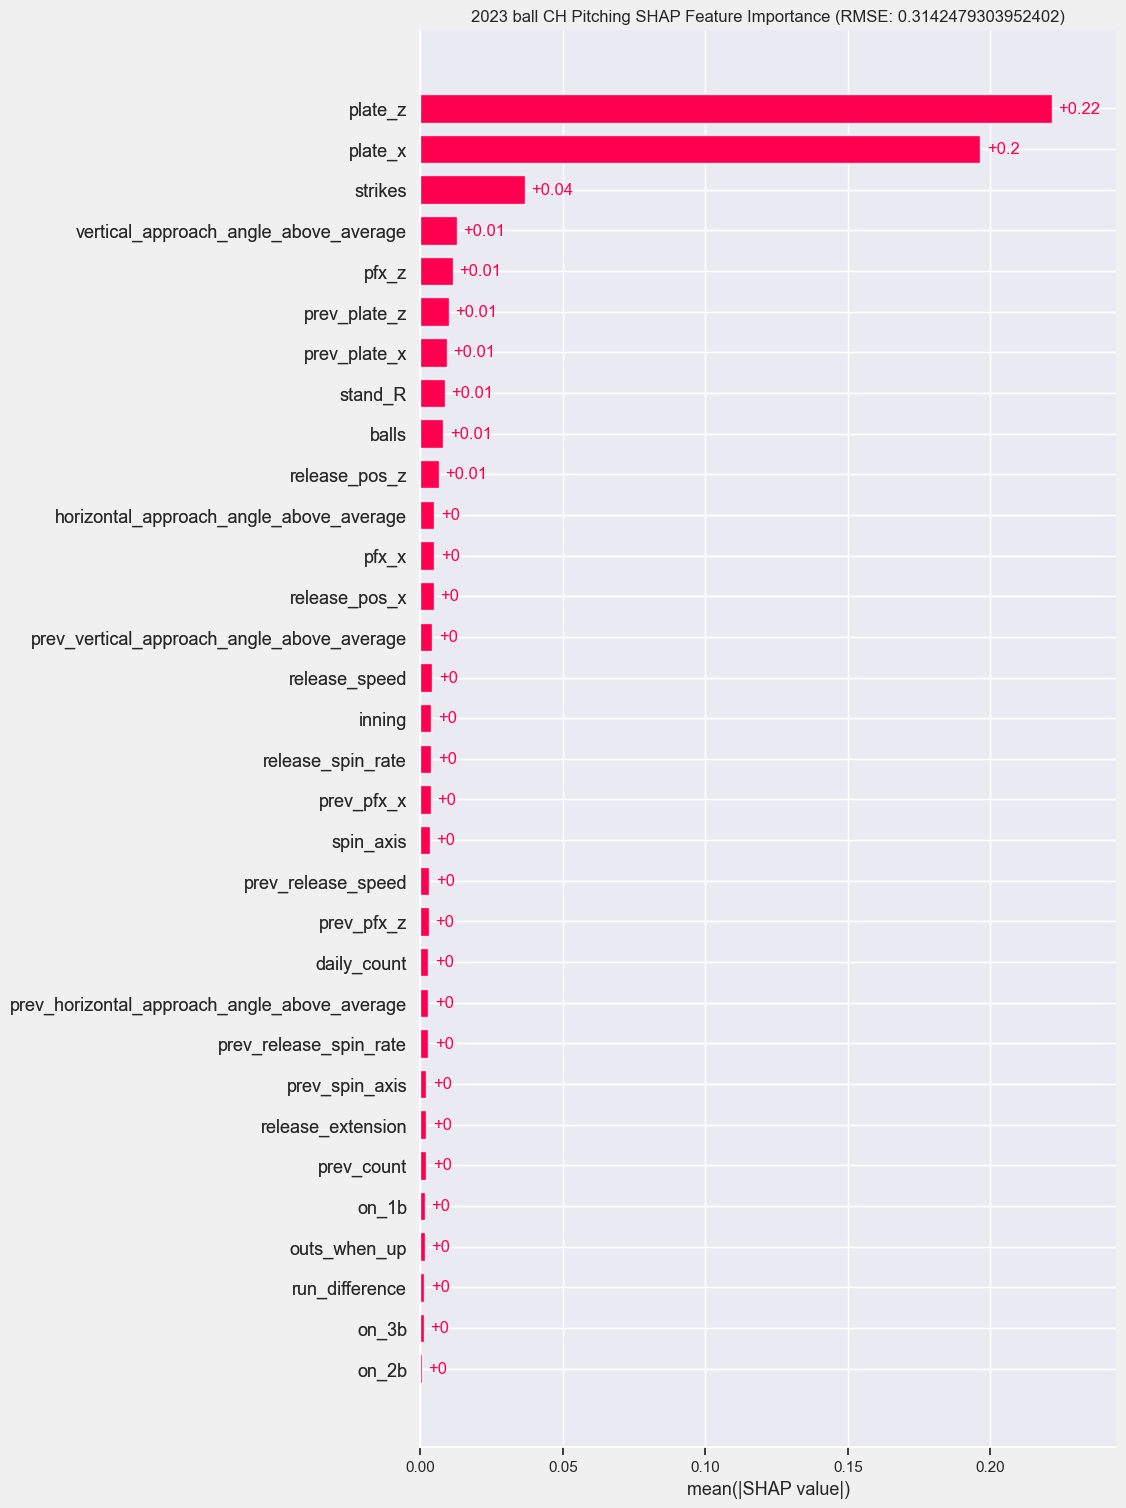 2023 ball CH Pitching SHAP Feature Importance (RMSE: 0.3142479303952402)
plate_z +0.22
plate_x +0.2
strikes +0.04
vertical_approach_angle_above_average +0.01
pfx_z +0.01
prev_plate_z +0.01
prev_plate_x +0.01
stand_R +0.01
balls +0.01
release_pos_z +0.01
horizontal_approach_angle_above_average +0
pfx_x +0
release_pos_x +0
prev_vertical_approach_angle_above_average +0
release_speed +0
inning +0
release_spin_rate +0
prev_pfx_x +0
spin_axis +0
prev_release_speed +0
prev_pfx_z +0
daily_count +0
prev_horizontal_approach_angle_above_average +0
prev_release_spin_rate +0
prev_spin_axis +0
release_extension +0
prev_count +0
on_1b +0
outs_when_up +0
run_difference +0
on_3b +0
on_2b +0
0.00 0.05 0.10 0.15 0.20
mean(|SHAP value|)